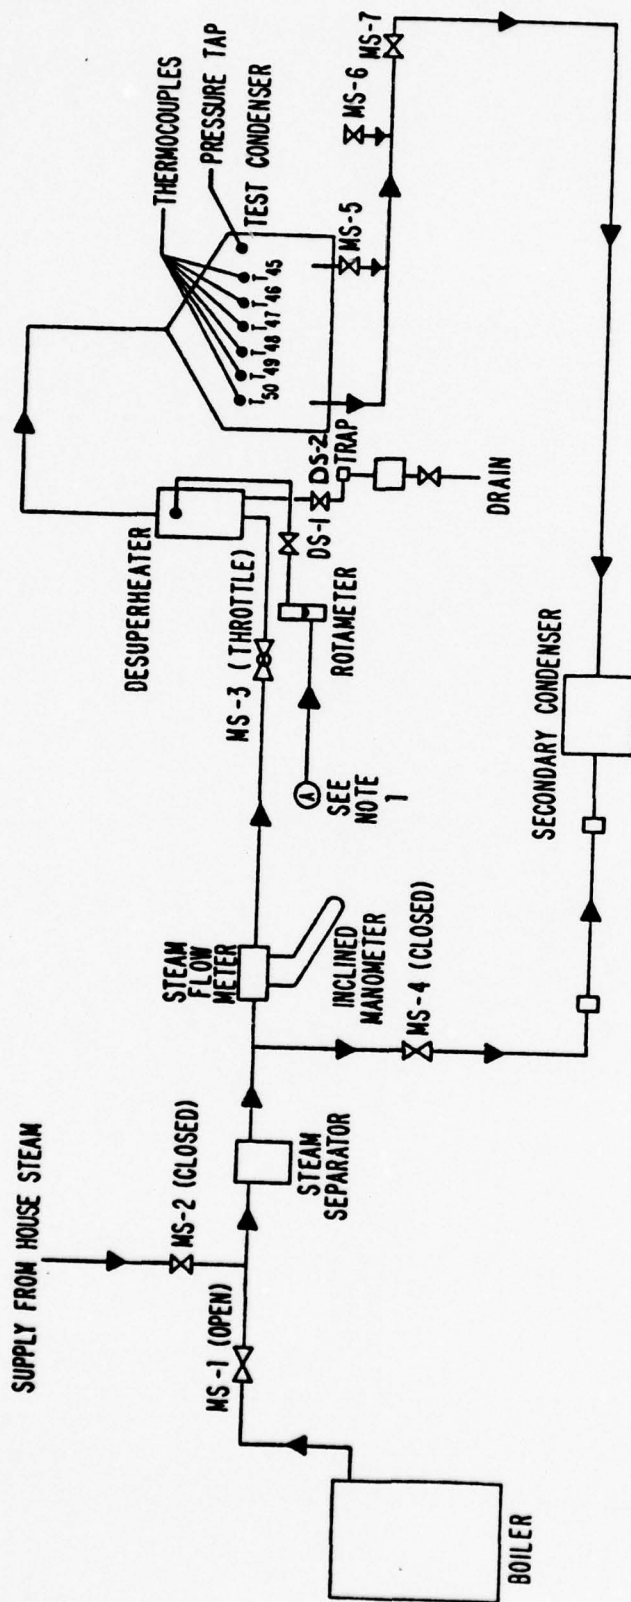 SUPPLY FROM HOUSE STEAM
MS-2 (CLOSED)
MS-1 (OPEN)
BOILER
STEAM
SEPARATOR
STEAM
FLOW
METER
INCLINED
MANOMETER
MS-4 (CLOSED)
MS-3 (THROTTLE)
DESUPERHEATER
A
SEE
NOTE
1
ROTAMETER
DS-1
DS-2
TRAP
DRAIN
THERMOCOUPLES
PRESSURE TAP
TEST CONDENSER
T50 T49 T48 T47 T46 T45
MS-5
MS-6
MS-7
SECONDARY CONDENSER